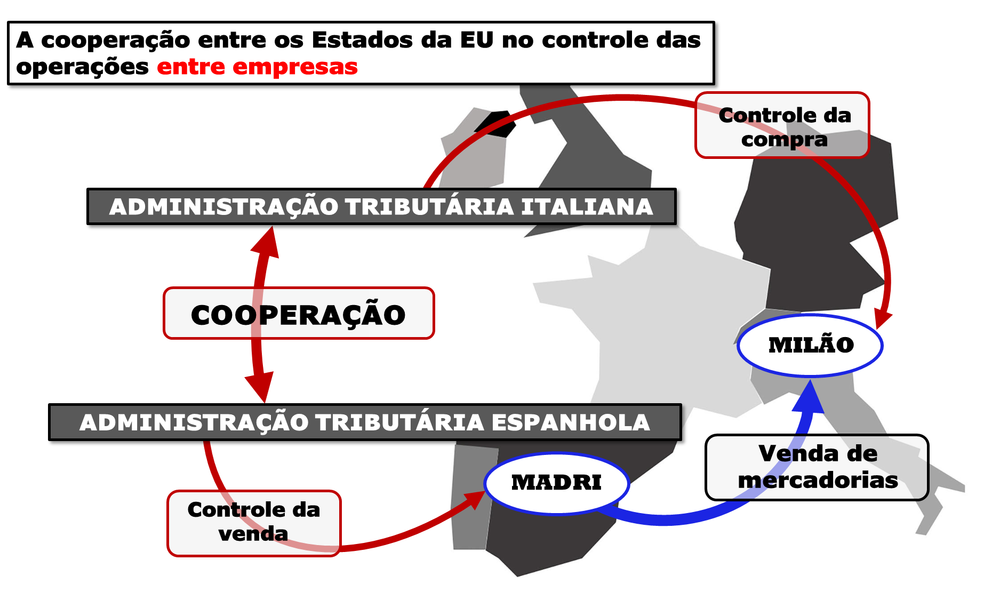 A cooperação entre os Estados da EU no controle das
operações entre empresas
Controle da
compra
ADMINISTRAÇÃO TRIBUTÁRIA ITALIANA
COOPERAÇÃO
MILÃO
ADMINISTRAÇÃO TRIBUTÁRIA ESPANHOLA
Venda de
mercadorias
MADRI
Controle da
venda